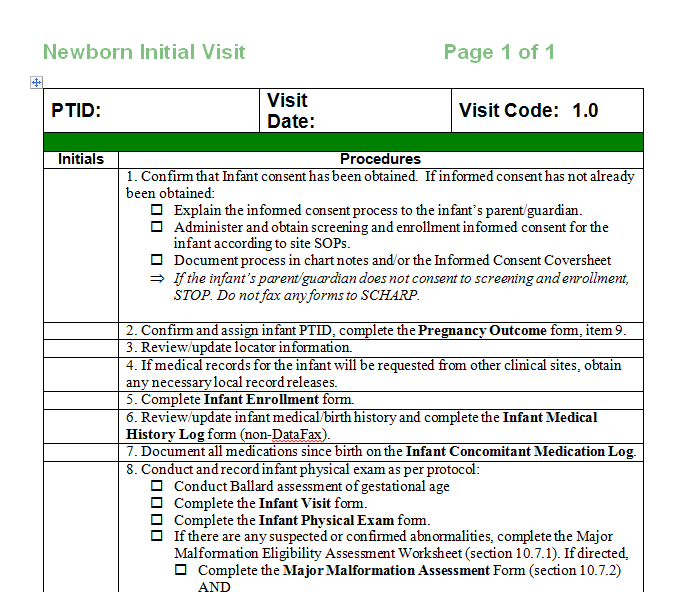 Newborn Initial Visit Page 1 of 1
PTID: Visit Date: Visit Code: 1.0
Initials Procedures
1. Confirm that Infant consent has been obtained. If informed consent has not already
been obtained:
☐ Explain the informed consent process to the infant's parent/guardian.
☐ Administer and obtain screening and enrollment informed consent for the
infant according to site SOPs.
☐ Document process in chart notes and/or the Informed Consent Coversheet
⇒ If the infant's parent/guardian does not consent to screening and enrollment,
STOP. Do not fax any forms to SCHARP.
2. Confirm and assign infant PTID, complete the Pregnancy Outcome form, item 9.
3. Review/update locator information.
4. If medical records for the infant will be requested from other clinical sites, obtain
any necessary local record releases.
5. Complete Infant Enrollment form.
6. Review/update infant medical/birth history and complete the Infant Medical
History Log form (non-DataFax).
7. Document all medications since birth on the Infant Concomitant Medication Log.
8. Conduct and record infant physical exam as per protocol:
☐ Conduct Ballard assessment of gestational age
☐ Complete the Infant Visit form.
☐ Complete the Infant Physical Exam form.
☐ If there are any suspected or confirmed abnormalities, complete the Major
Malformation Eligibility Assessment Worksheet (section 10.7.1). If directed,
☐ Complete the Major Malformation Assessment Form (section 10.7.2)
AND